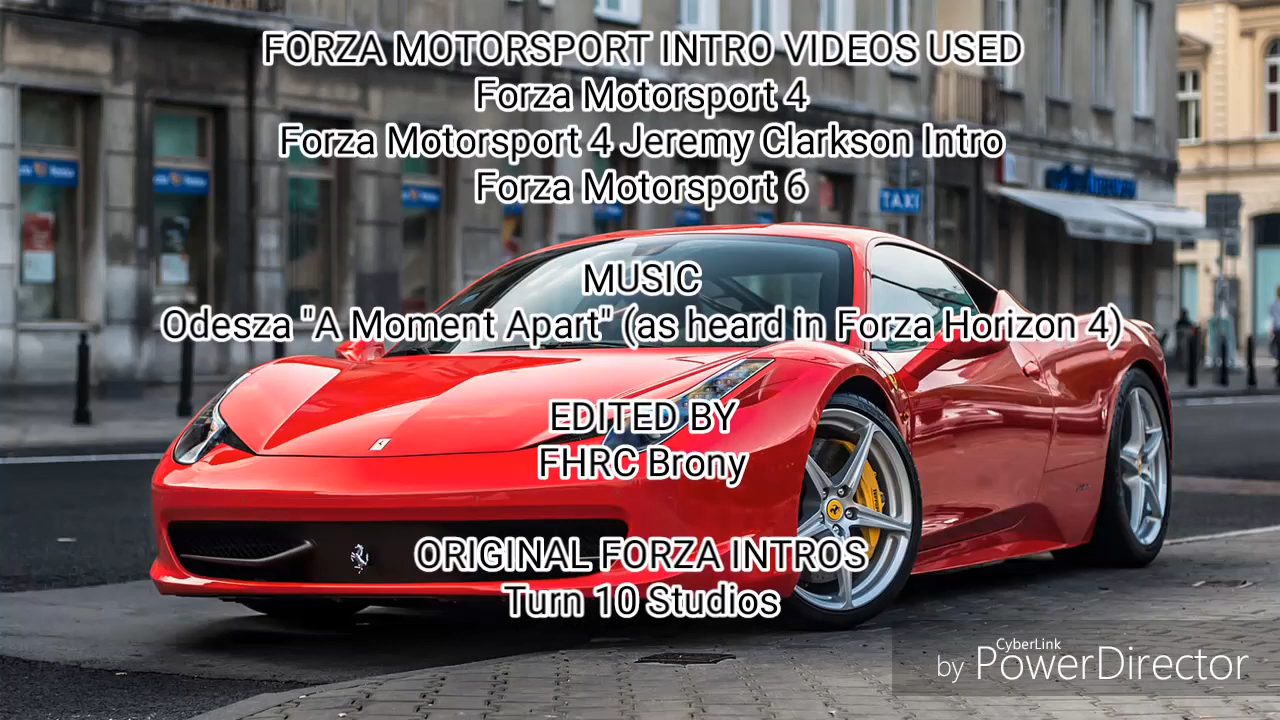 FORZA MOTORSPORT INTRO VIDEOS USED
Forza Motorsport 4
Forza Motorsport 4 Jeremy Clarkson Intro
Forza Motorsport 6
TAXI
MUSIC
Odesza "A Moment Apart" (as heard in Forza Horizon 4)
EDITED BY
FHRC Brony
ORIGINAL FORZA INTROS
Turn 10 Studios
CyberLink
by PowerDirector